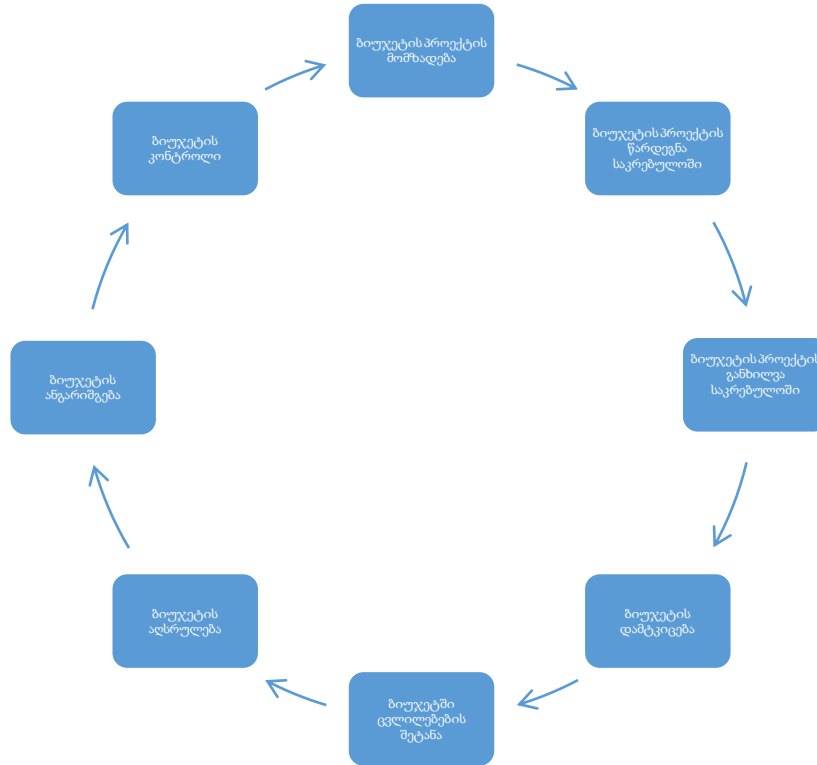 ბიუჯეტის პროექტის
მომზადება
ბიუჯეტის პროექტის
წარდეგნა
საკრებულოში
ბიუჯეტის პროექტის
განხილვა
საკრებულოში
ბიუჯეტის
დამტკიცება
ბიუჯეტში
ცვლილებების
შეტანა
ბიუჯეტის
აღსრულება
ბიუჯეტის
ანგარიშგება
ბიუჯეტის
კონტროლი